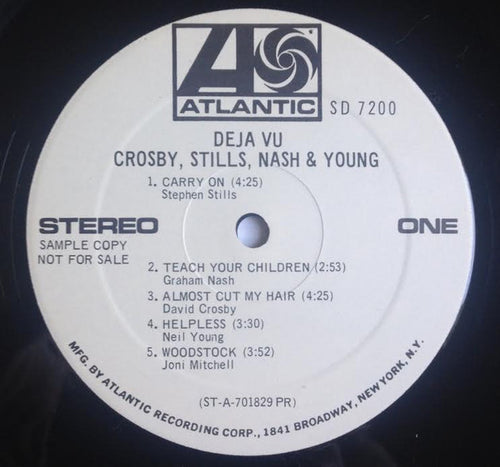 ATLANTIC
SD 7200
DEJA VU
CROSBY, STILLS, NASH & YOUNG
1. CARRY ON (4:25)
Stephen Stills
STEREO
ONE
SAMPLE COPY
NOT FOR SALE
2. TEACH YOUR CHILDREN (2:53)
Graham Nash
3. ALMOST CUT MY HAIR (4:25)
David Crosby
4. HELPLESS (3:30)
Neil Young
5. WOODSTOCK (3:52)
Joni Mitchell
(ST-A-701829 PR)
MFG. BY ATLANTIC RECORDING CORP., 1841 BROADWAY, NEW YORK, N.Y.